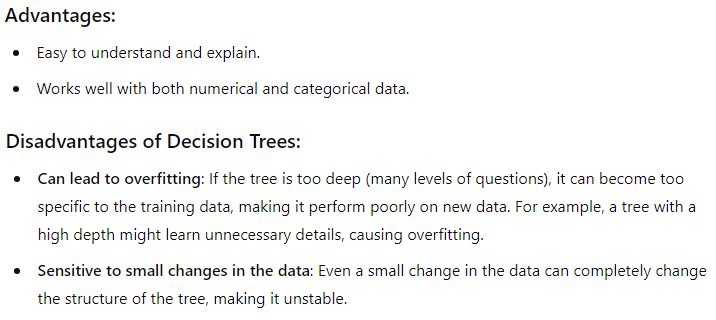 Advantages:
• Easy to understand and explain.
• Works well with both numerical and categorical data.
Disadvantages of Decision Trees:
• Can lead to overfitting: If the tree is too deep (many levels of questions), it can become too
specific to the training data, making it perform poorly on new data. For example, a tree with a
high depth might learn unnecessary details, causing overfitting.
• Sensitive to small changes in the data: Even a small change in the data can completely change
the structure of the tree, making it unstable.